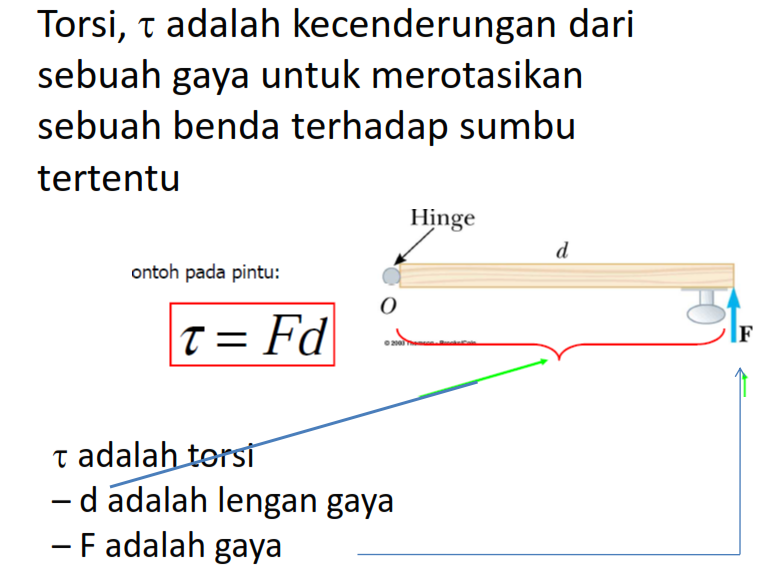 Torsi, τ adalah kecenderungan dari
sebuah gaya untuk merotasikan
sebuah benda terhadap sumbu
tertentu
Hinge
d
ontoh pada pintu:
O
τ = Fd
F
© 2003
τ adalah torsi
– d adalah lengan gaya
– F adalah gaya